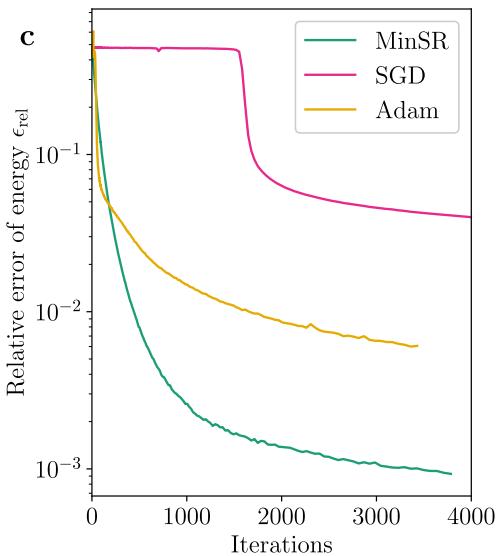 c
MinSR
SGD
Adam
Relative error of energy ϵ_rel
10⁻¹
10⁻²
10⁻³
0 1000 2000 3000 4000
Iterations